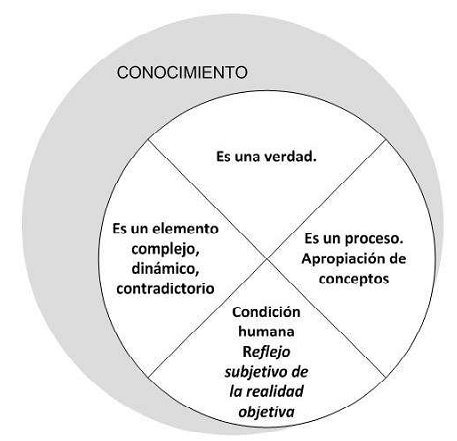 CONOCIMIENTO
Es una verdad.
Es un elemento
complejo,
dinámico,
contradictorio
Es un proceso.
Apropiación de
conceptos
Condición
humana
Reflejo
subjetivo de
la realidad
objetiva